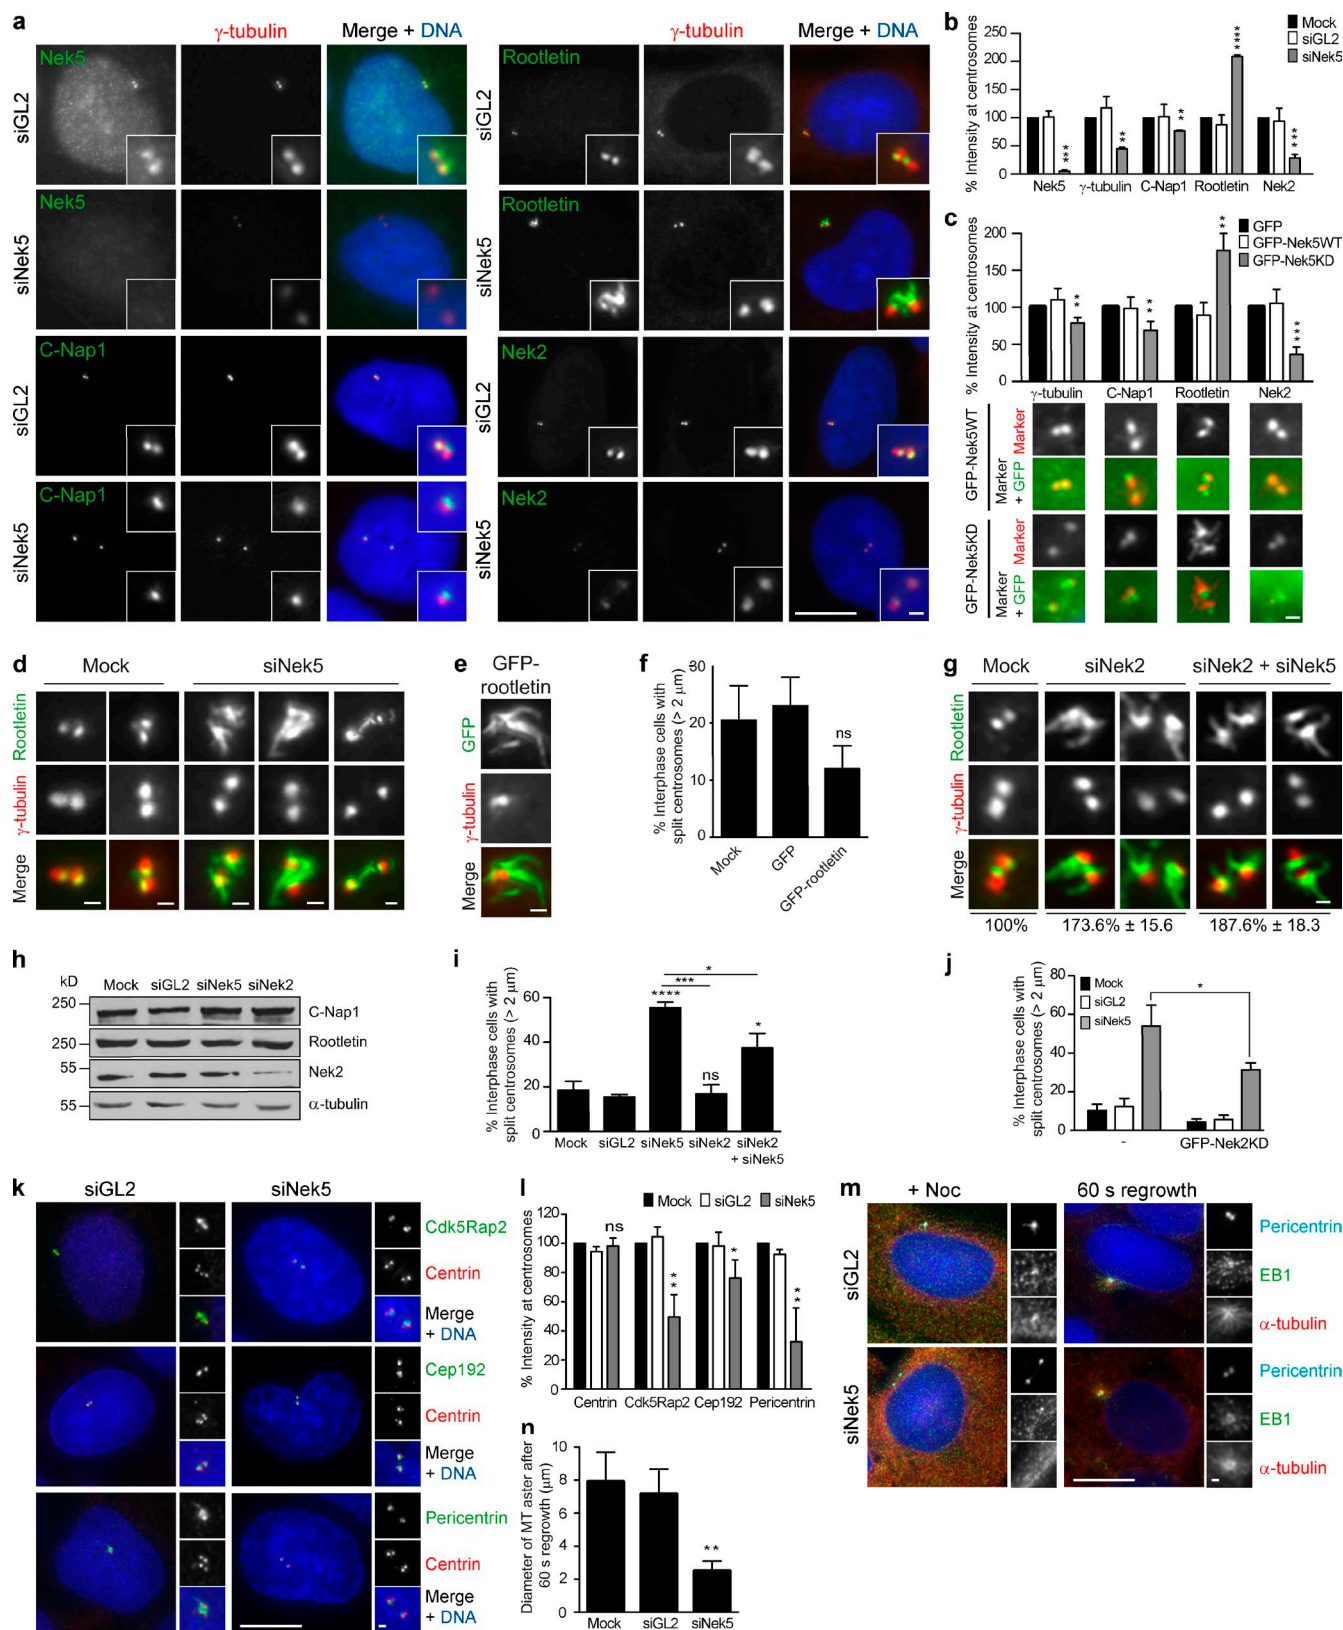 a
γ-tubulin
Merge + DNA
γ-tubulin
Merge + DNA
siGL2
Nek5
Rootletin
siGL2
siNek5
Nek5
Rootletin
siNek5
siGL2
C-Nap1
Nek2
siGL2
siNek5
C-Nap1
Nek2
siNek5
b
Mock
siGL2
siNek5
% Intensity at centrosomes
250
200
150
100
50
0
***
**
**
****
***
Nek5 γ-tubulin C-Nap1 Rootletin Nek2
c
GFP
GFP-Nek5WT
GFP-Nek5KD
% Intensity at centrosomes
200
150
100
50
0
**
**
**
***
γ-tubulin C-Nap1 Rootletin Nek2
GFP-Nek5WT
Marker
Marker + GFP
GFP-Nek5KD
Marker
Marker + GFP
d
Mock siNek5
Rootletin
γ-tubulin
Merge
e
GFP-
rootletin
GFP
γ-tubulin
Merge
f
% Interphase cells with
split centrosomes (> 2 µm)
30
20
10
0
ns
Mock
GFP
GFP-rootletin
g
Mock siNek2 siNek2 + siNek5
Rootletin
γ-tubulin
Merge
100% 173.6% ± 15.6 187.6% ± 18.3
h
kD Mock siGL2 siNek5 siNek2
250 C-Nap1
250 Rootletin
55 Nek2
55 α-tubulin
i
% Interphase cells with
split centrosomes (> 2 µm)
60
40
20
0
*
***
****
ns
*
Mock siGL2 siNek5 siNek2 siNek2
+ siNek5
j
% Interphase cells with
split centrosomes (> 2 µm)
80
60
40
20
0
Mock
siGL2
siNek5
*
- GFP-Nek2KD
k
siGL2 siNek5
Cdk5Rap2
Centrin
Merge
+ DNA
Cep192
Centrin
Merge
+ DNA
Pericentrin
Centrin
Merge
+ DNA
l
Mock siGL2 siNek5
% Intensity at centrosomes
120
100
80
60
40
20
0
ns
**
*
**
Centrin Cdk5Rap2 Cep192 Pericentrin
m
+ Noc 60 s regrowth
siGL2
Pericentrin
EB1
α-tubulin
siNek5
Pericentrin
EB1
α-tubulin
n
Diameter of MT aster after
60 s regrowth (µm)
10
8
6
4
2
0
**
Mock siGL2 siNek5